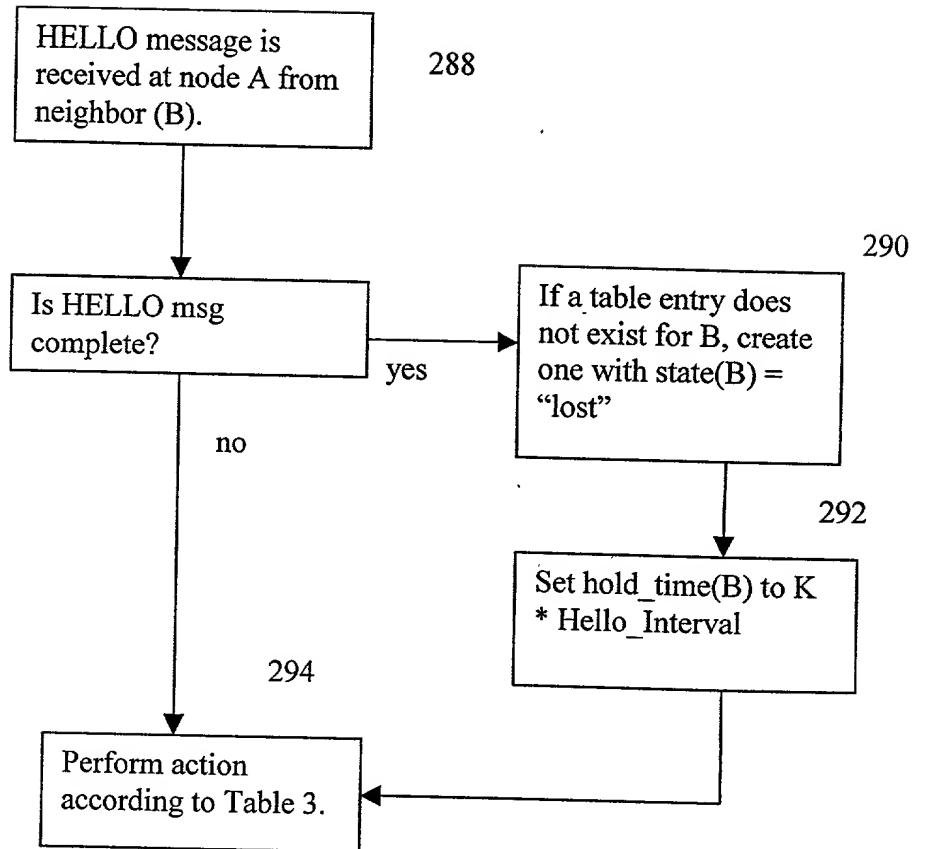 HELLO message is
received at node A from
neighbor (B).
288
290
Is HELLO msg
complete?
yes
If a table entry does
not exist for B, create
one with state(B) =
“lost”
no
292
Set hold_time(B) to K
* Hello_Interval
294
Perform action
according to Table 3.